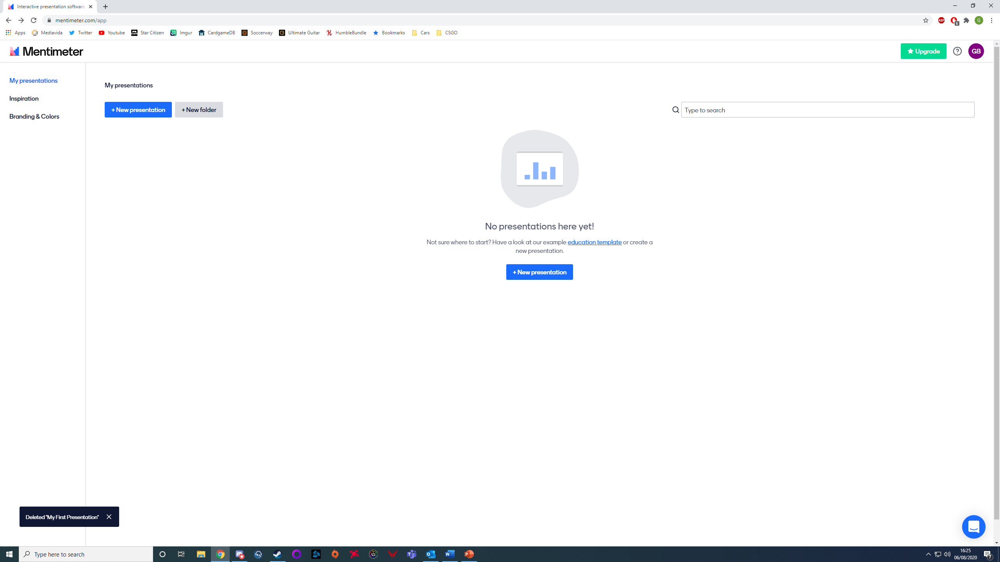 Interactive presentation software
mentimeter.com/app
ABP
1
G
Apps Mediavida Twitter Youtube Star Citizen Imgur CardgameDB Soccerway Ultimate Guitar HumbleBundle Bookmarks Cars CSGO
Mentimeter
Upgrade
GB
My presentations
Inspiration
Branding & Colors
My presentations
+ New presentation
+ New folder
Type to search
No presentations here yet!
Not sure where to start? Have a look at our example education template or create a
new presentation.
+ New presentation
Deleted "My First Presentation"
Type here to search
16:25
06/08/2020
7